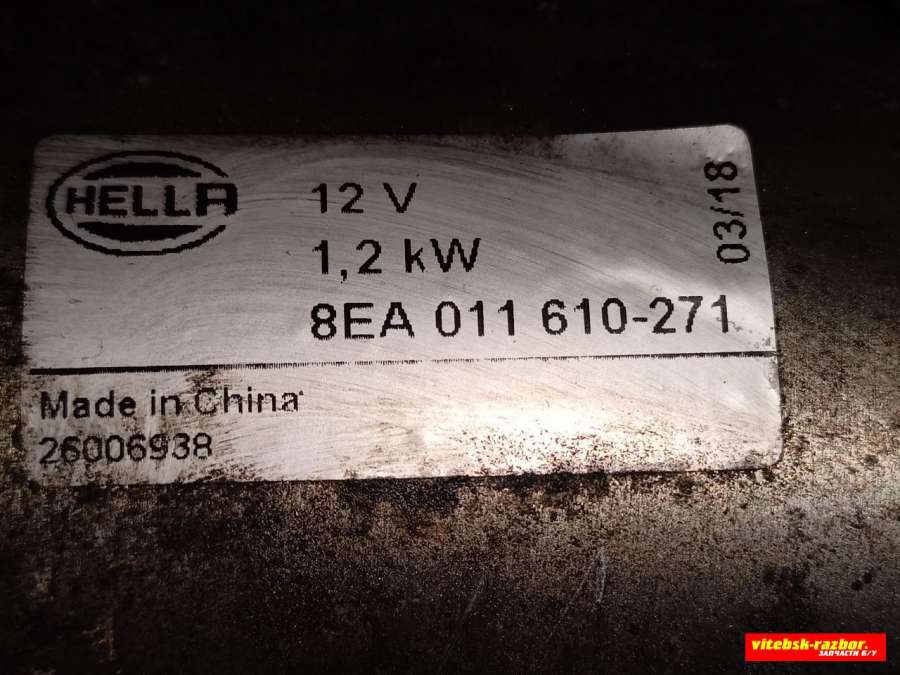 HELLA
12 V
1,2 kW
8EA 011 610-271
03/18
Made in China
26006938
vitebsk-razbor.
ЗАПЧАСТИ Б/У